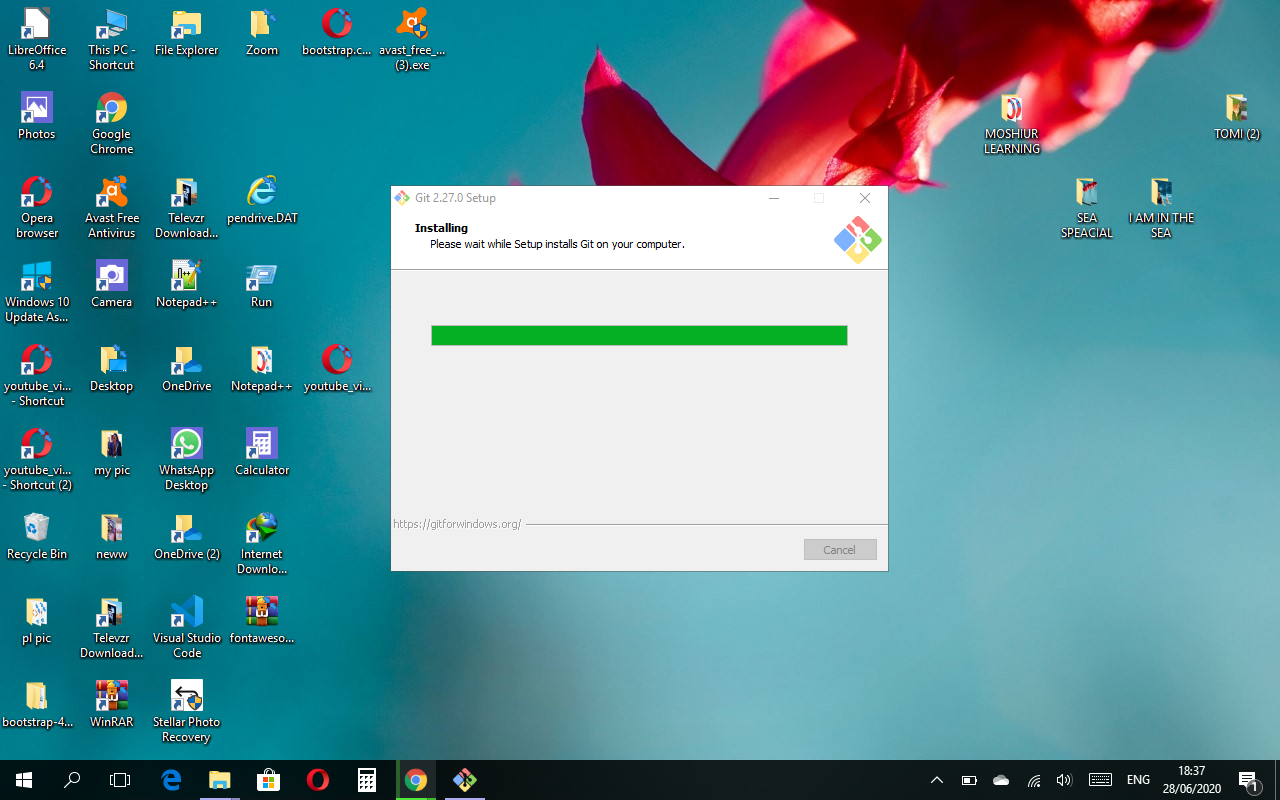 LibreOffice
6.4
This PC -
Shortcut
File Explorer
Zoom
bootstrap.c...
avast_free_...
(3).exe
Photos
Google
Chrome
MOSHIUR
LEARNING
TOMI (2)
Opera
browser
Avast Free
Antivirus
Televzr
Download...
pendrive.DAT
SEA
SPEACIAL
I AM IN THE
SEA
Git 2.27.0 Setup
Installing
Please wait while Setup installs Git on your computer.
Windows 10
Update As...
Camera
Notepad++
Run
youtube_vi...
- Shortcut
Desktop
OneDrive
Notepad++
youtube_vi...
youtube_vi...
- Shortcut (2)
my pic
WhatsApp
Desktop
Calculator
https://gitforwindows.org/
Cancel
Recycle Bin
neww
OneDrive (2)
Internet
Downlo...
pl pic
Televzr
Download...
Visual Studio
Code
fontaweso...
bootstrap-4...
WinRAR
Stellar Photo
Recovery
ENG
18:37
28/06/2020
1